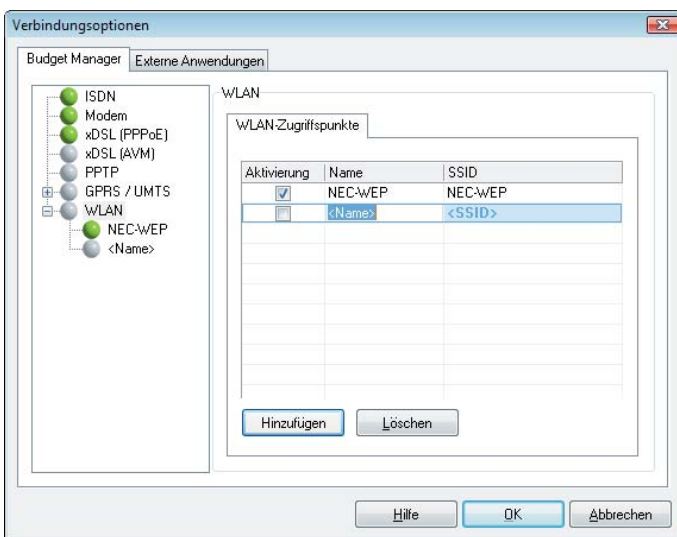 Verbindungsoptionen
Budget Manager
Externe Anwendungen
ISDN
Modem
xDSL (PPPoE)
xDSL (AVM)
PPTP
GPRS / UMTS
WLAN
NEC-WEP
<Name>
WLAN
WLAN-Zugriffspunkte
Aktivierung Name SSID
NEC-WEP NEC-WEP
<Name> <SSID>
Hinzufügen
Löschen
Hilfe
OK
Abbrechen